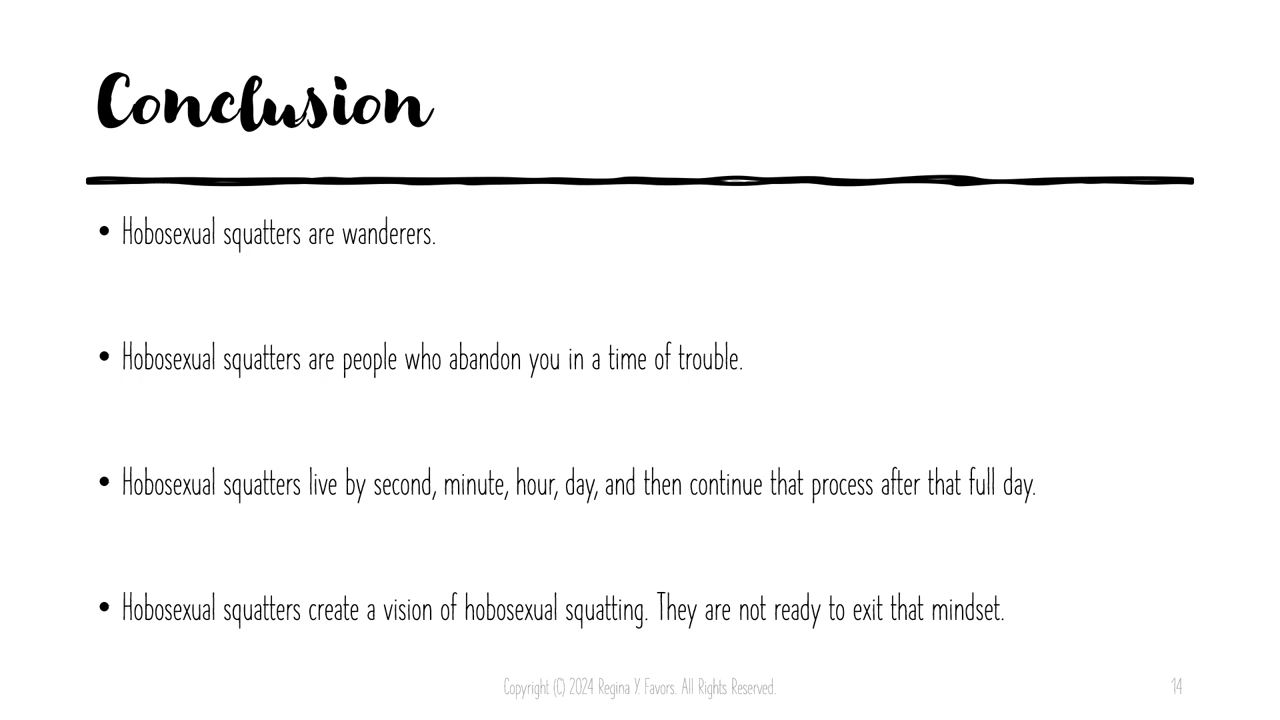 Conclusion
• Hobosexual squatters are wanderers.
• Hobosexual squatters are people who abandon you in a time of trouble.
• Hobosexual squatters live by second, minute, hour, day, and then continue that process after that full day.
• Hobosexual squatters create a vision of hobosexual squatting. They are not ready to exit that mindset.
Copyright (C) 2024 Regina Y. Favors. All Rights Reserved.
14